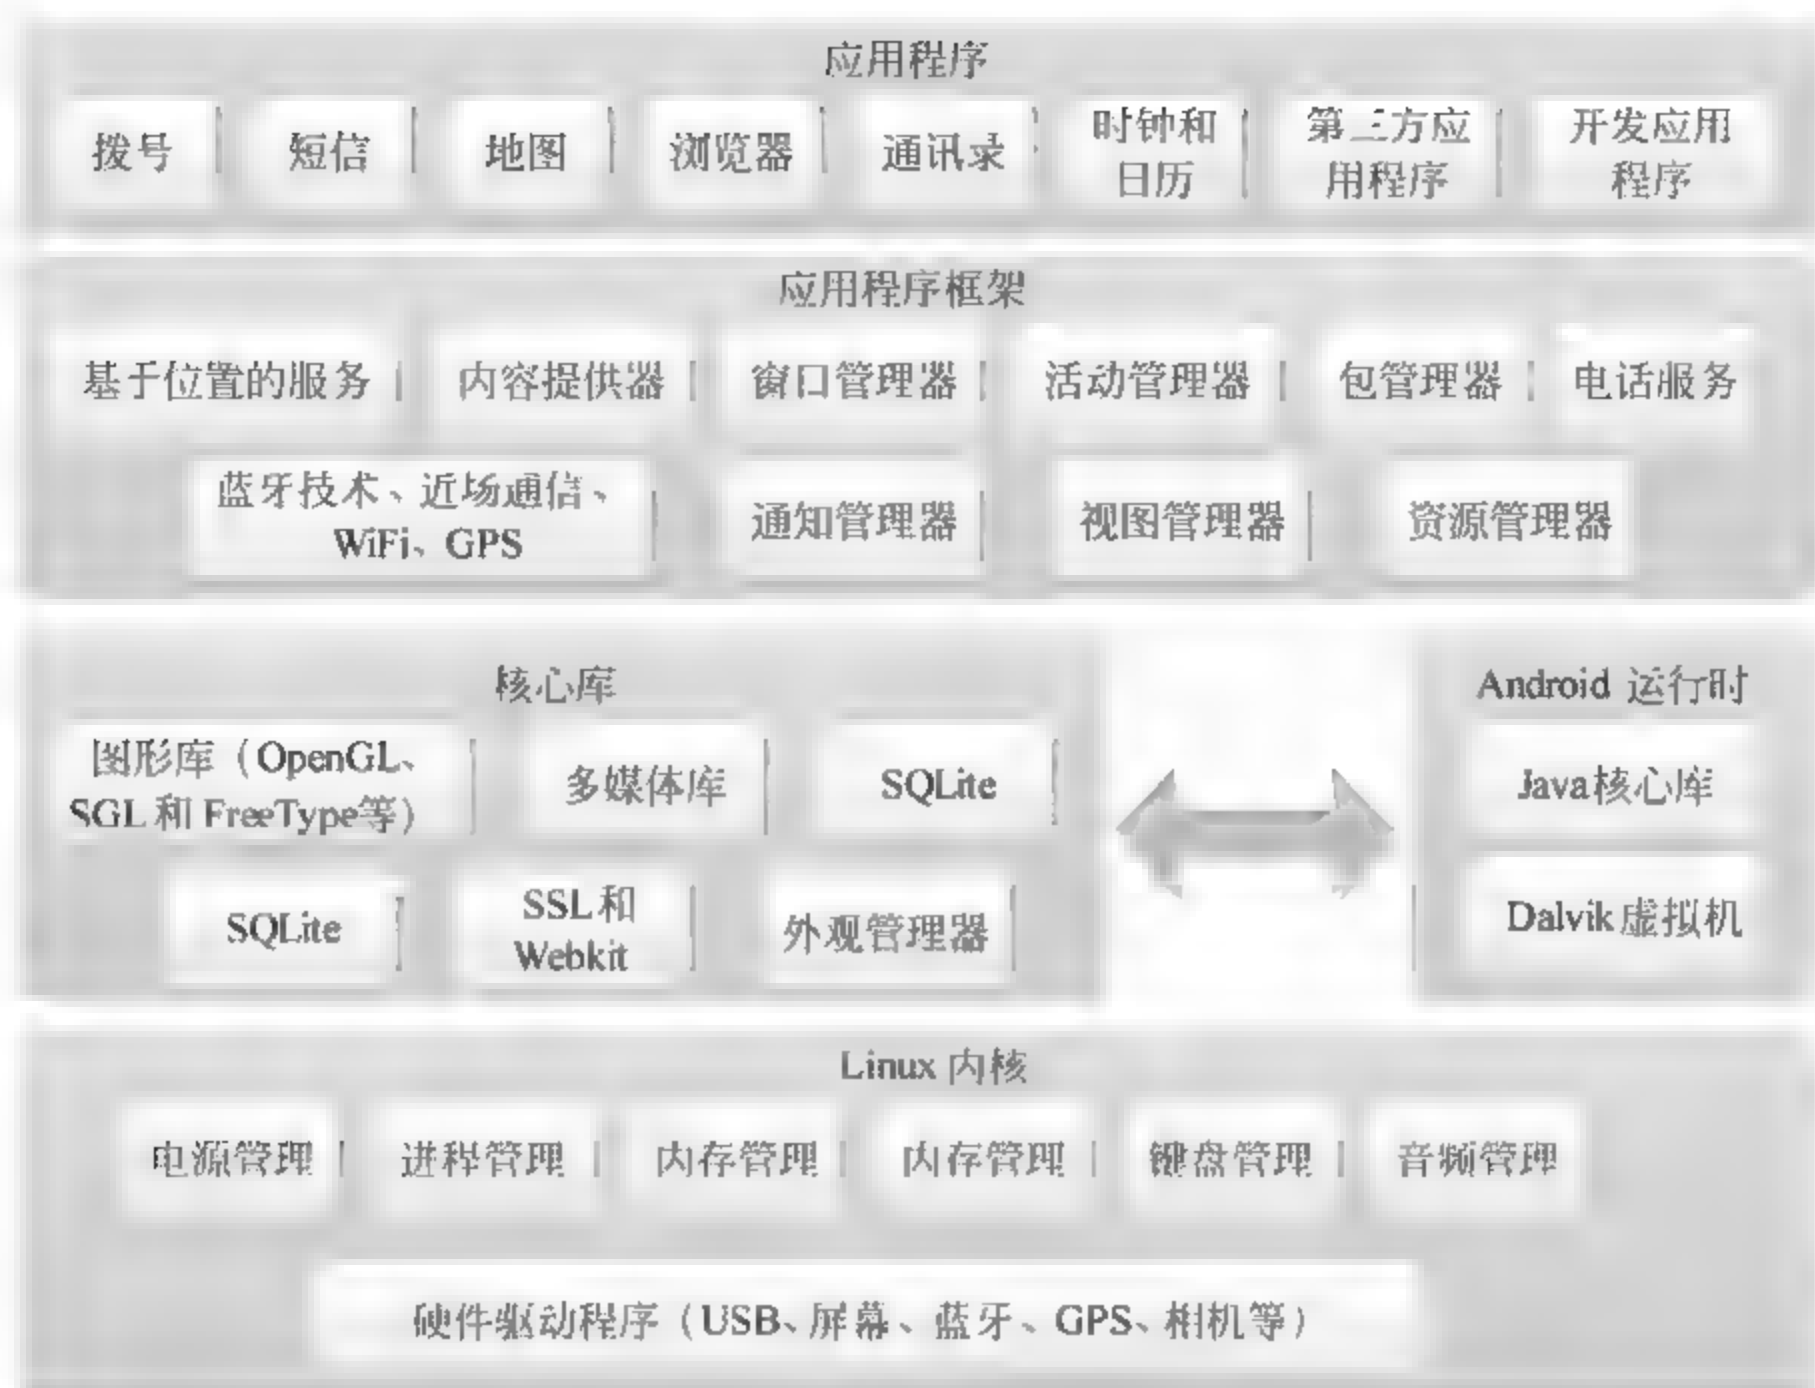 应用程序
拨号 短信 地图 浏览器 通讯录 时钟和 第三方应 开发应用
日历 用程序 程序
应用程序框架
基于位置的服务 内容提供器 窗口管理器 活动管理器 包管理器 电话服务
蓝牙技术、近场通信、
WiFi、GPS
通知管理器 视图管理器 资源管理器
核心库
图形库（OpenGL、
SGL 和 FreeType等）
多媒体库 SQLite
SQLite
SSL和
Webkit
外观管理器
Android 运行时
Java核心库
Dalvik虚拟机
Linux 内核
电源管理 进程管理 内存管理 内存管理 键盘管理 音频管理
硬件驱动程序（USB、屏幕、蓝牙、GPS、相机等）